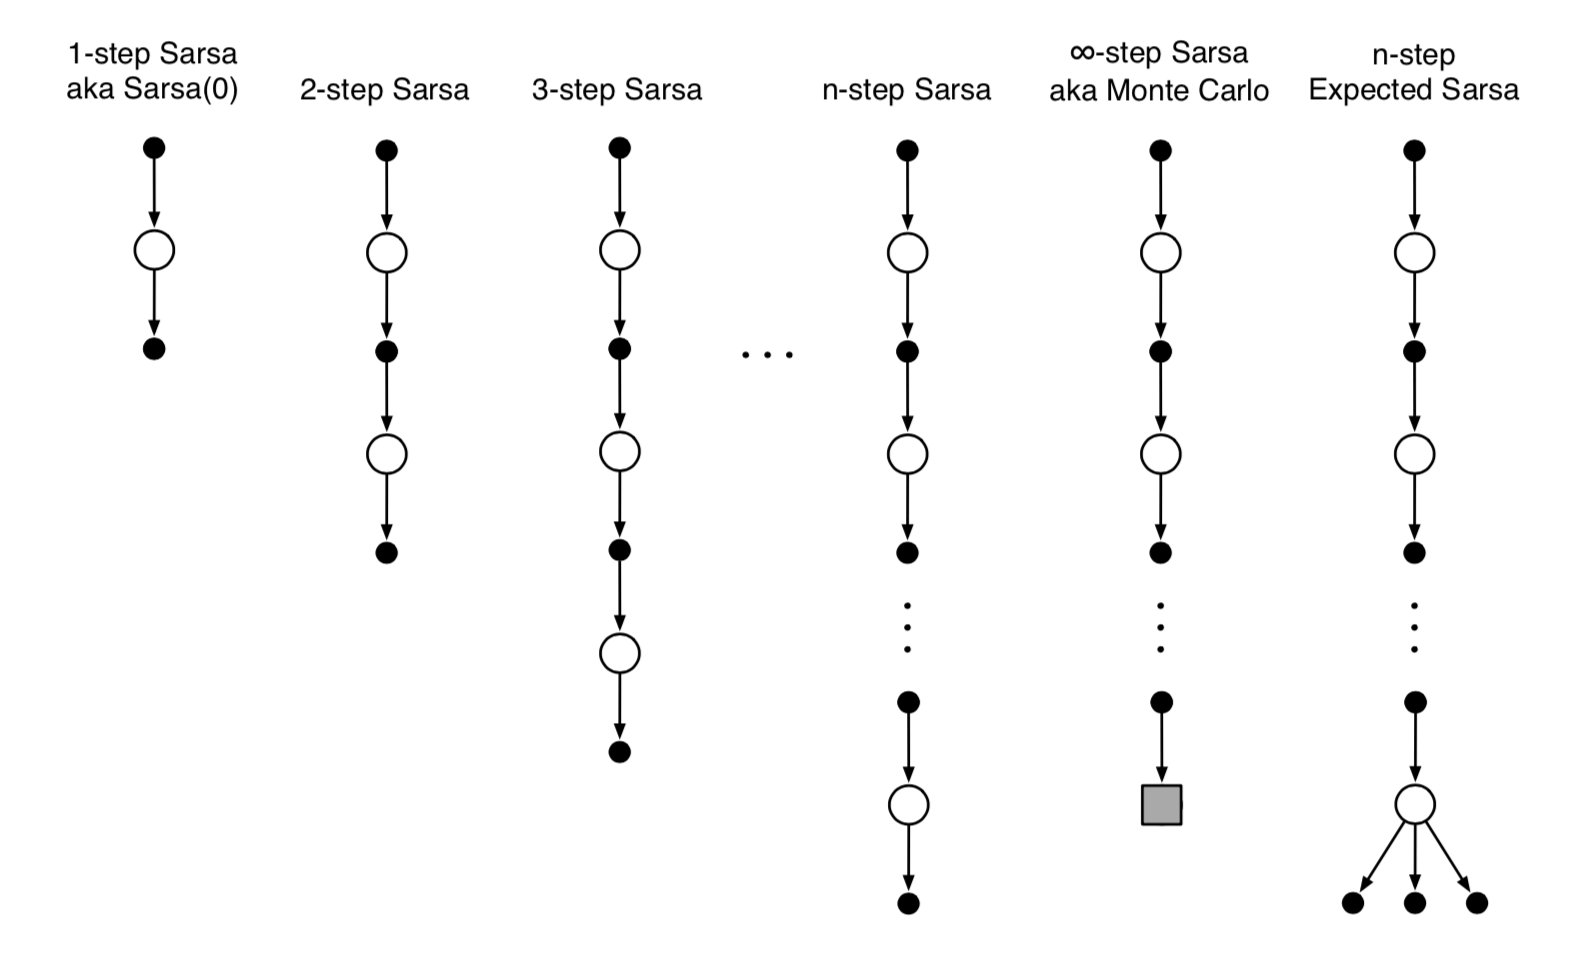 1-step Sarsa
aka Sarsa(0)
2-step Sarsa
3-step Sarsa
n-step Sarsa
∞-step Sarsa
aka Monte Carlo
n-step
Expected Sarsa